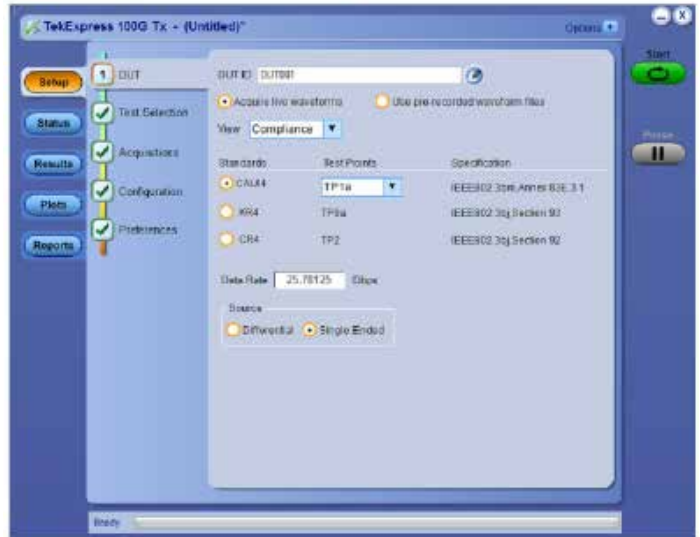 TekExpress 100G Tx - (Untitled)*
Options
Start
Setup
1 DUT
DUT ID DUT001
Status
Test Selection
Acquire live waveforms
Use pre-recorded waveform files
View Compliance
Pause
Results
Acquisitions
Standards Test Points Specification
Plots
Configuration
CAUI4 TP1a IEEE802.3bm,Annex 83E.3.1
KR4 TP0a IEEE802.3bj,Section 93
Reports
Preferences
CR4 TP2 IEEE802.3bj,Section 92
Data Rate 25.78125 Gbps
Source
Differential Single Ended
Ready